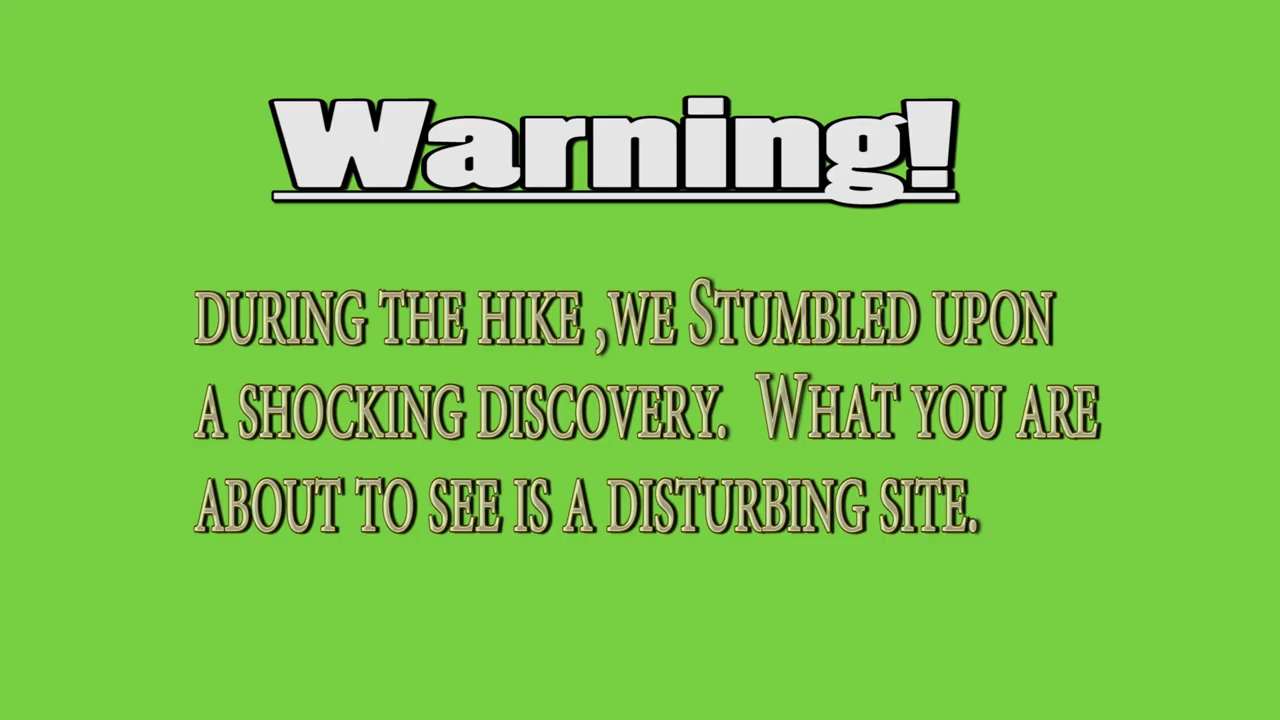 Warning!
DURING THE HIKE ,WE STUMBLED UPON
A SHOCKING DISCOVERY. WHAT YOU ARE
ABOUT TO SEE IS A DISTURBING SITE.